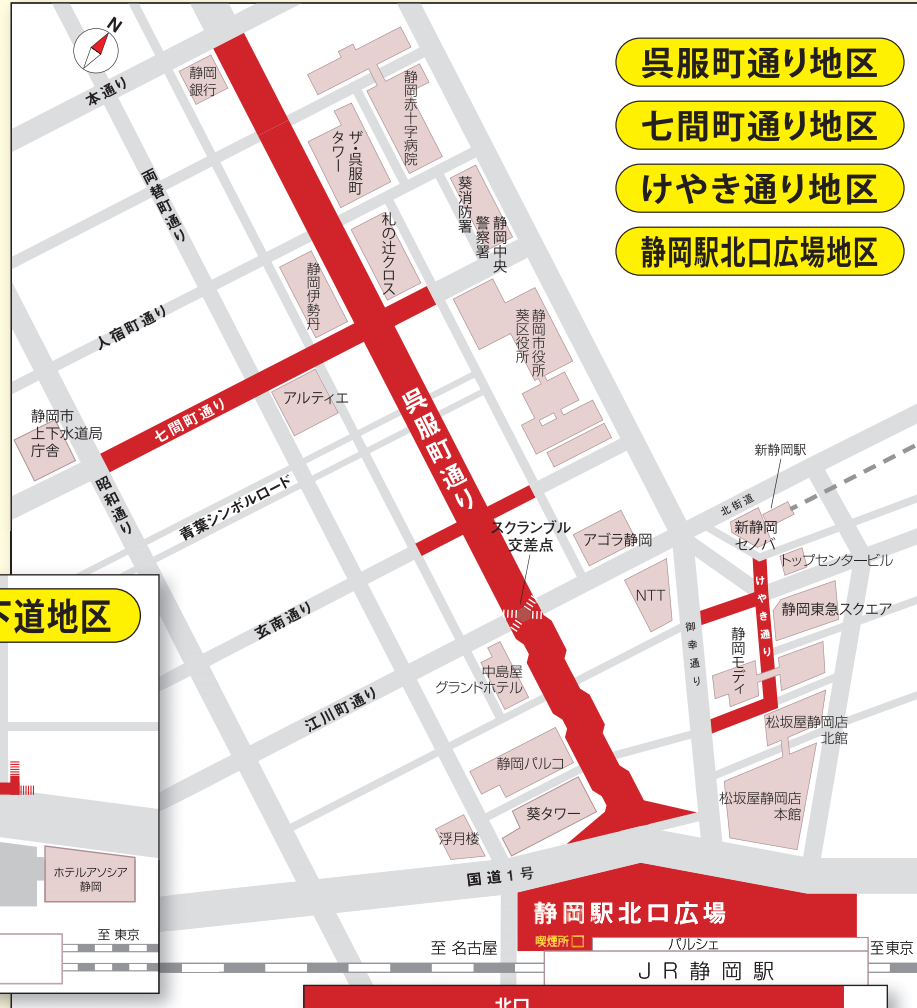 N
呉服町通り地区
七間町通り地区
けやき通り地区
静岡駅北口広場地区
本通り
静岡
銀行
静岡赤十字病院
ザ・呉服町
タワー
両替町通り
葵消防署
静岡中央
警察署
札の辻クロス
静岡伊勢丹
人宿町通り
静岡市役所
葵区役所
アルティエ
呉服町通り
七間町通り
静岡市
上下水道局
庁舎
昭和通り
青葉シンボルロード
新静岡駅
北街道
新静岡
セノバ
スクランブル
交差点
アゴラ静岡
トップセンタービル
けやき通り
NTT
静岡東急スクエア
御幸通り
静岡モディ
玄南通り
下道地区
中島屋
グランドホテル
江川町通り
松坂屋静岡店
北館
静岡パルコ
葵タワー
松坂屋静岡店
本館
浮月楼
国道1号
ホテルアソシア
静岡
静岡駅北口広場
喫煙所
パルシェ
至 東京
至 名古屋
至東京
JR静岡駅
北口